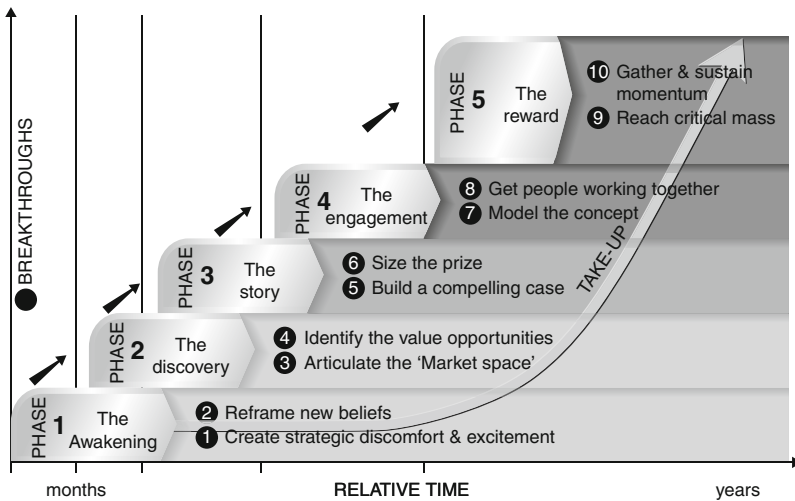 BREAKTHROUGHS
PHASE 5
The
reward
10 Gather & sustain
momentum
9 Reach critical mass
PHASE 4
The
engagement
8 Get people working together
7 Model the concept
TAKE-UP
PHASE 3
The
story
6 Size the prize
5 Build a compelling case
PHASE 2
The
discovery
4 Identify the value opportunities
3 Articulate the ‘Market space’
PHASE 1
The
Awakening
2 Reframe new beliefs
1 Create strategic discomfort & excitement
months
RELATIVE TIME
years